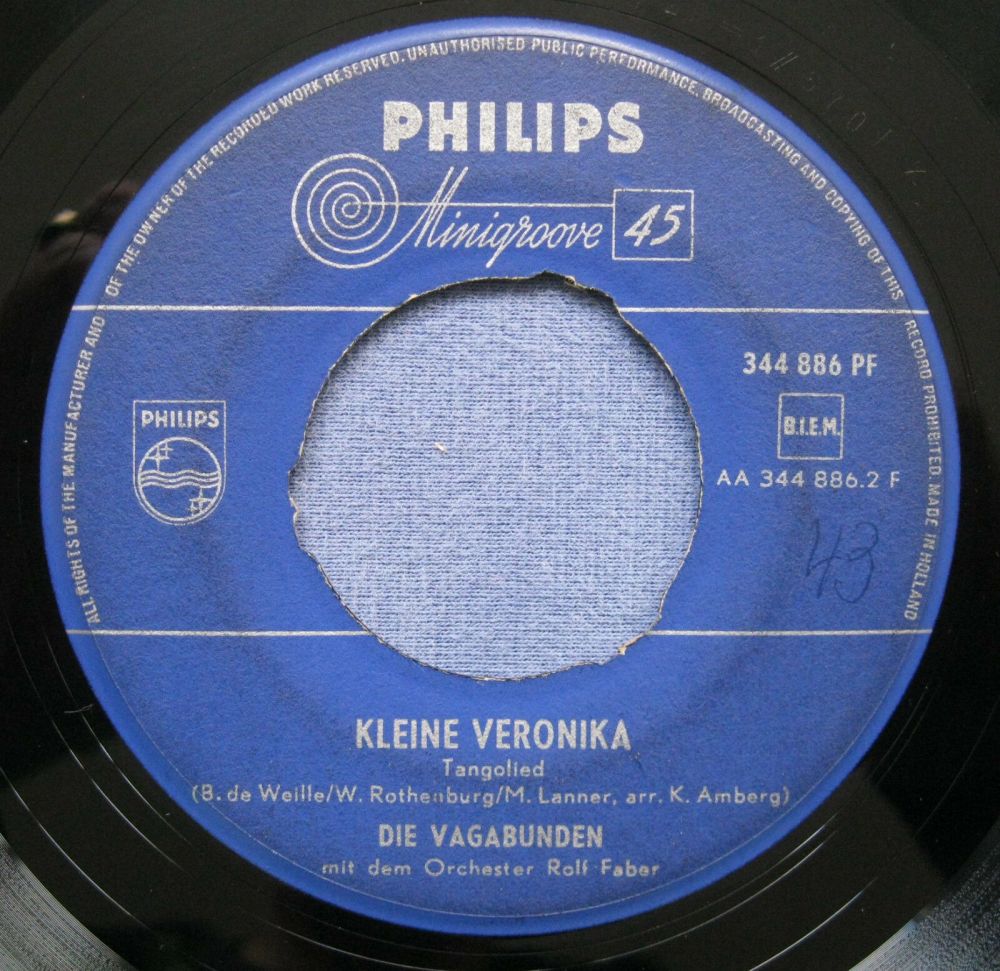 ALL RIGHTS OF THE MANUFACTURER AND OF THE OWNER OF THE RECORDED WORK RESERVED. UNAUTHORISED PUBLIC PERFORMANCE, BROADCASTING AND COPYING OF THIS RECORD PROHIBITED. MADE IN HOLLAND
PHILIPS
Minigroove 45
344 886 PF
PHILIPS
B.I.E.M.
AA 344 886.2 F
43
KLEINE VERONIKA
Tangolied
(B. de Weille/W. Rothenburg/M. Lanner, arr. K. Amberg)
DIE VAGABUNDEN
mit dem Orchester Rolf Faber